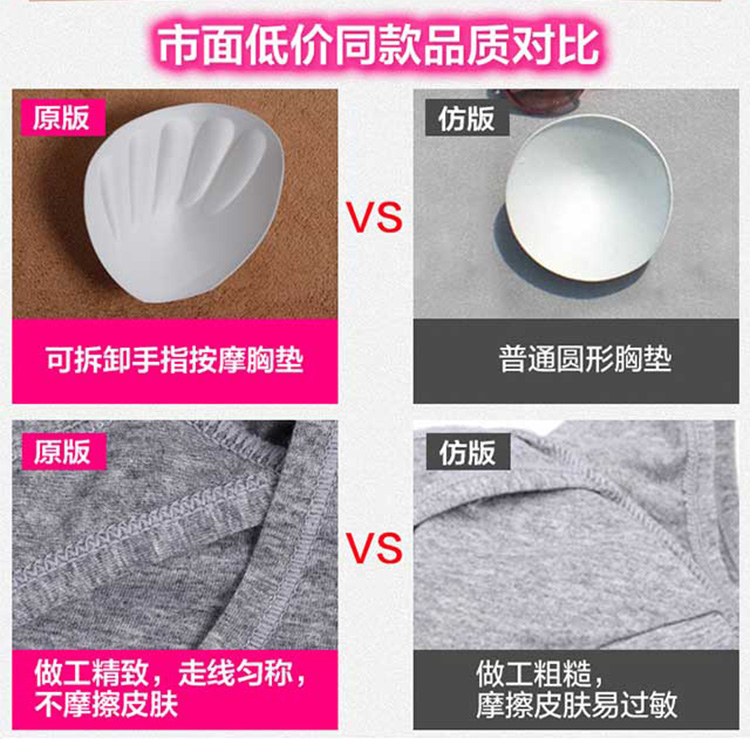 市面低价同款品质对比
原版
仿版
VS
可拆卸手指按摩胸垫
普通圆形胸垫
原版
仿版
VS
做工精致，走线匀称，
不摩擦皮肤
做工粗糙，
摩擦皮肤易过敏